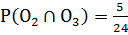 P(O₂ ∩ O₃) = 5/24